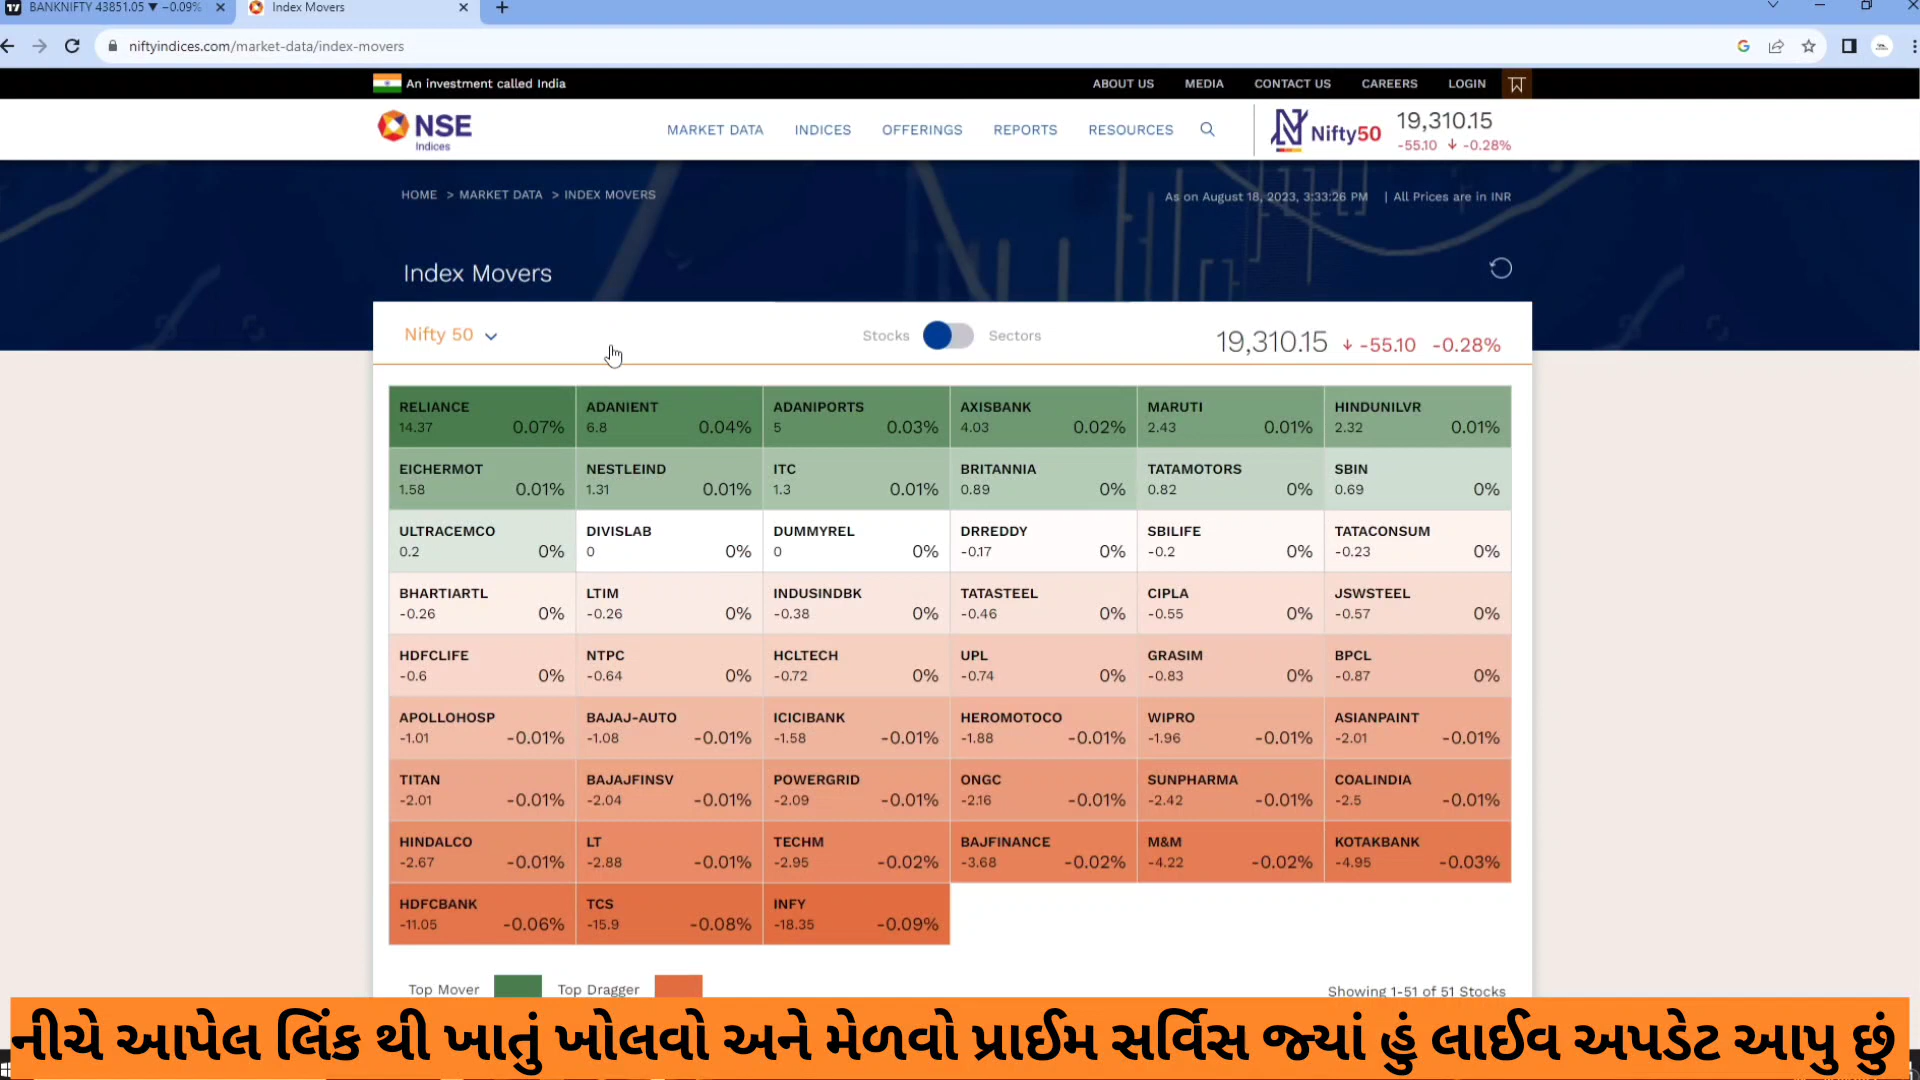 BANKNIFTY 43851.05 ▼ −0.09%
Index Movers
niftyindices.com/market-data/index-movers
An investment called India
ABOUT US MEDIA CONTACT US CAREERS LOGIN
NSE
Indices
MARKET DATA INDICES OFFERINGS REPORTS RESOURCES
Nifty50
19,310.15
-55.10 ↓ -0.28%
HOME > MARKET DATA > INDEX MOVERS
As on August 18, 2023, 3:33:26 PM | All Prices are in INR
Index Movers
Nifty 50
Stocks Sectors
19,310.15 ↓ -55.10 -0.28%
RELIANCE ADANIENT ADANIPORTS AXISBANK MARUTI HINDUNILVR
14.37 0.07% 6.8 0.04% 5 0.03% 4.03 0.02% 2.43 0.01% 2.32 0.01%
EICHERMOT NESTLEIND ITC BRITANNIA TATAMOTORS SBIN
1.58 0.01% 1.31 0.01% 1.3 0.01% 0.89 0% 0.82 0% 0.69 0%
ULTRACEMCO DIVISLAB DUMMYREL DRREDDY SBILIFE TATACONSUM
0.2 0% 0 0% 0 0% -0.17 0% -0.2 0% -0.23 0%
BHARTIARTL LTIM INDUSINDBK TATASTEEL CIPLA JSWSTEEL
-0.26 0% -0.26 0% -0.38 0% -0.46 0% -0.55 0% -0.57 0%
HDFCLIFE NTPC HCLTECH UPL GRASIM BPCL
-0.6 0% -0.64 0% -0.72 0% -0.74 0% -0.83 0% -0.87 0%
APOLLOHOSP BAJAJ-AUTO ICICIBANK HEROMOTOCO WIPRO ASIANPAINT
-1.01 -0.01% -1.08 -0.01% -1.58 -0.01% -1.88 -0.01% -1.96 -0.01% -2.01 -0.01%
TITAN BAJAJFINSV POWERGRID ONGC SUNPHARMA COALINDIA
-2.01 -0.01% -2.04 -0.01% -2.09 -0.01% -2.16 -0.01% -2.42 -0.01% -2.5 -0.01%
HINDALCO LT TECHM BAJFINANCE M&M KOTAKBANK
-2.67 -0.01% -2.88 -0.01% -2.95 -0.02% -3.68 -0.02% -4.22 -0.02% -4.95 -0.03%
HDFCBANK TCS INFY
-11.05 -0.06% -15.9 -0.08% -18.35 -0.09%
Top Mover Top Dragger Showing 1-51 of 51 Stocks
નીચે આપેલ લિંક થી ખાતું ખોલવો અને મેળવો પ્રાઈમ સર્વિસ જ્યાં હું લાઈવ અપડેટ આપુ છું